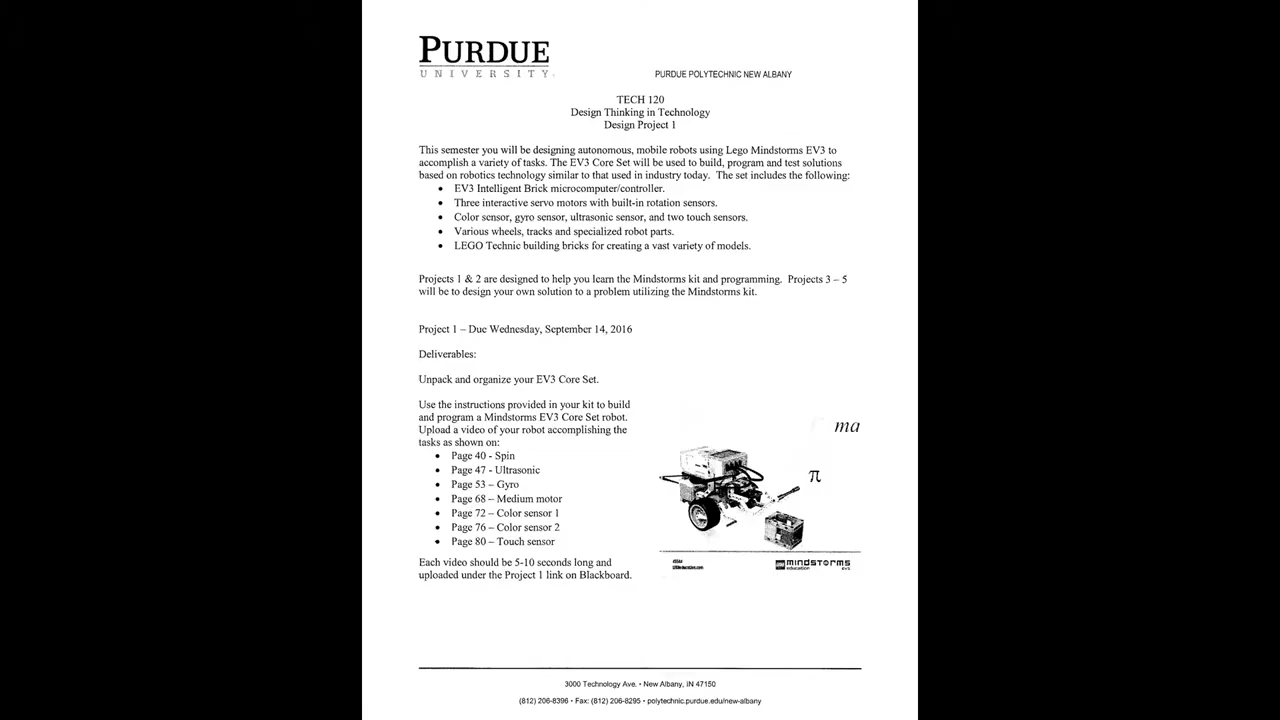 PURDUE
UNIVERSITY
PURDUE POLYTECHNIC NEW ALBANY
TECH 120
Design Thinking in Technology
Design Project 1
This semester you will be designing autonomous, mobile robots using Lego Mindstorms EV3 to
accomplish a variety of tasks. The EV3 Core Set will be used to build, program and test solutions
based on robotics technology similar to that used in industry today. The set includes the following:
• EV3 Intelligent Brick microcomputer/controller.
• Three interactive servo motors with built-in rotation sensors.
• Color sensor, gyro sensor, ultrasonic sensor, and two touch sensors.
• Various wheels, tracks and specialized robot parts.
• LEGO Technic building bricks for creating a vast variety of models.
Projects 1 & 2 are designed to help you learn the Mindstorms kit and programming. Projects 3 – 5
will be to design your own solution to a problem utilizing the Mindstorms kit.
Project 1 – Due Wednesday, September 14, 2016
Deliverables:
Unpack and organize your EV3 Core Set.
Use the instructions provided in your kit to build
and program a Mindstorms EV3 Core Set robot.
Upload a video of your robot accomplishing the
tasks as shown on:
• Page 40 - Spin
• Page 47 - Ultrasonic
• Page 53 – Gyro
• Page 68 – Medium motor
• Page 72 – Color sensor 1
• Page 76 – Color sensor 2
• Page 80 – Touch sensor
Each video should be 5-10 seconds long and
uploaded under the Project 1 link on Blackboard.
ma
π
mindstorms
education EV3
3000 Technology Ave. • New Albany, IN 47150
(812) 206-8396 • Fax: (812) 206-8295 • polytechnic.purdue.edu/new-albany